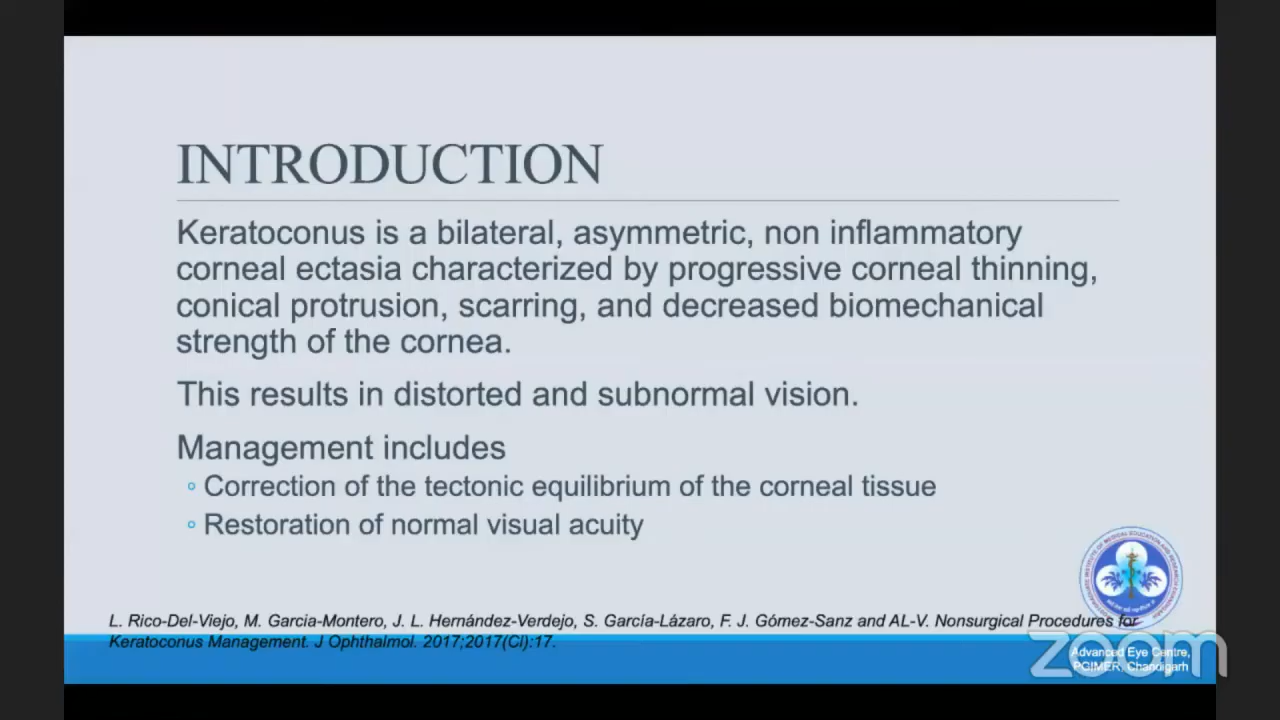 INTRODUCTION
Keratoconus is a bilateral, asymmetric, non inflammatory
corneal ectasia characterized by progressive corneal thinning,
conical protrusion, scarring, and decreased biomechanical
strength of the cornea.
This results in distorted and subnormal vision.
Management includes
Correction of the tectonic equilibrium of the corneal tissue
Restoration of normal visual acuity
L. Rico-Del-Viejo, M. Garcia-Montero, J. L. Hernández-Verdejo, S. García-Lázaro, F. J. Gómez-Sanz and AL-V. Nonsurgical Procedures for
Keratoconus Management. J Ophthalmol. 2017;2017(Cl):17.
Advanced Eye Centre,
PGIMER, Chandigarh
zoom